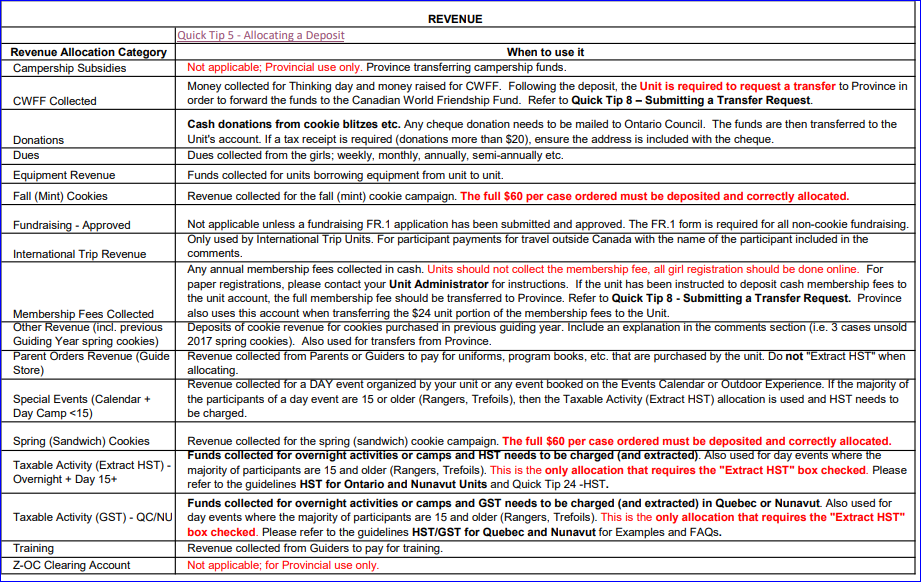 REVENUE
Quick Tip 5 - Allocating a Deposit
Revenue Allocation Category When to use it
Campership Subsidies Not applicable; Provincial use only. Province transferring campership funds.
Money collected for Thinking day and money raised for CWFF. Following the deposit, the Unit is required to request a transfer to Province in
CWFF Collected order to forward the funds to the Canadian World Friendship Fund. Refer to Quick Tip 8 – Submitting a Transfer Request.
Cash donations from cookie blitzes etc. Any cheque donation needs to be mailed to Ontario Council. The funds are then transferred to the
Donations Unit's account. If a tax receipt is required (donations more than $20), ensure the address is included with the cheque.
Dues Dues collected from the girls; weekly, monthly, annually, semi-annually etc.
Equipment Revenue Funds collected for units borrowing equipment from unit to unit.
Fall (Mint) Cookies Revenue collected for the fall (mint) cookie campaign. The full $60 per case ordered must be deposited and correctly allocated.
Fundraising - Approved Not applicable unless a fundraising FR.1 application has been submitted and approved. The FR.1 form is required for all non-cookie fundraising.
Only used by International Trip Units. For participant payments for travel outside Canada with the name of the participant included in the
International Trip Revenue comments.
Any annual membership fees collected in cash. Units should not collect the membership fee, all girl registration should be done online. For
paper registrations, please contact your Unit Administrator for instructions. If the unit has been instructed to deposit cash membership fees to
the unit account, the full membership fee should be transferred to Province. Refer to Quick Tip 8 - Submitting a Transfer Request. Province
Membership Fees Collected also uses this account when transferring the $24 unit portion of the membership fees to the Unit.
Other Revenue (incl. previous Deposits of cookie revenue for cookies purchased in previous guiding year. Include an explanation in the comments section (i.e. 3 cases unsold
Guiding Year spring cookies) 2017 spring cookies). Also used for transfers from Province.
Parent Orders Revenue (Guide Revenue collected from Parents or Guiders to pay for uniforms, program books, etc. that are purchased by the unit. Do not "Extract HST" when
Store) allocating.
Revenue collected for a DAY event organized by your unit or any event booked on the Events Calendar or Outdoor Experience. If the majority of
Special Events (Calendar + the participants of a day event are 15 or older (Rangers, Trefoils), then the Taxable Activity (Extract HST) allocation is used and HST needs to
Day Camp <15) be charged.
Spring (Sandwich) Cookies Revenue collected for the spring (sandwich) cookie campaign. The full $60 per case ordered must be deposited and correctly allocated.
Funds collected for overnight activities or camps and HST needs to be charged (and extracted). Also used for day events where the
Taxable Activity (Extract HST) - majority of participants are 15 and older (Rangers, Trefoils). This is the only allocation that requires the "Extract HST" box checked. Please
Overnight + Day 15+ refer to the guidelines HST for Ontario and Nunavut Units and Quick Tip 24 -HST.
Funds collected for overnight activities or camps and GST needs to be charged (and extracted) in Quebec or Nunavut. Also used for
Taxable Activity (GST) - QC/NU day events where the majority of participants are 15 and older (Rangers, Trefoils). This is the only allocation that requires the "Extract HST"
box checked. Please refer to the guidelines HST/GST for Quebec and Nunavut for Examples and FAQs.
Training Revenue collected from Guiders to pay for training.
Z-OC Clearing Account Not applicable; for Provincial use only.